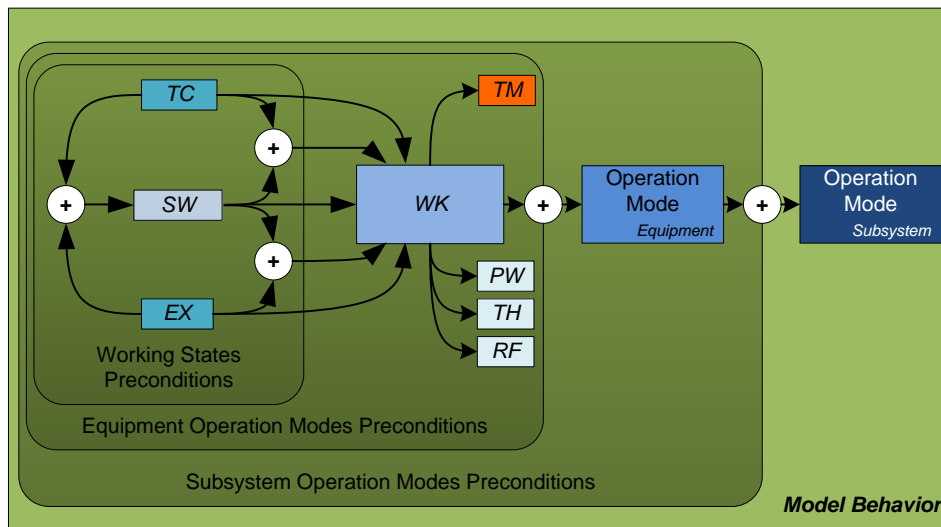 TC
TM
+
+
SW
WK
+
Operation
Mode
Equipment
+
Operation
Mode
Subsystem
+
PW
EX
TH
RF
Working States
Preconditions
Equipment Operation Modes Preconditions
Subsystem Operation Modes Preconditions
Model Behavior